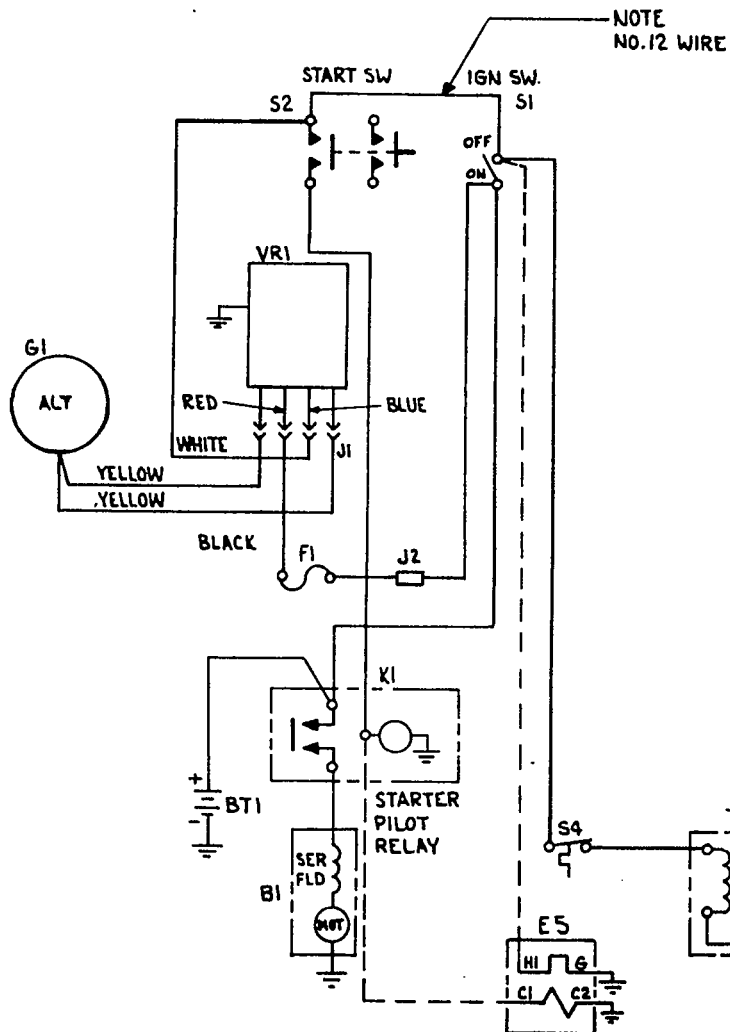 NOTE
NO.12 WIRE
START SW
IGN SW.
S2
S1
OFF
ON
VR1
G1
ALT
RED
BLUE
WHITE
J1
YELLOW
.YELLOW
BLACK
F1
J2
K1
+
BT1
-
STARTER
PILOT
RELAY
S4
SER
FLD
B1
MOT
E5
H1
G
C1
C2